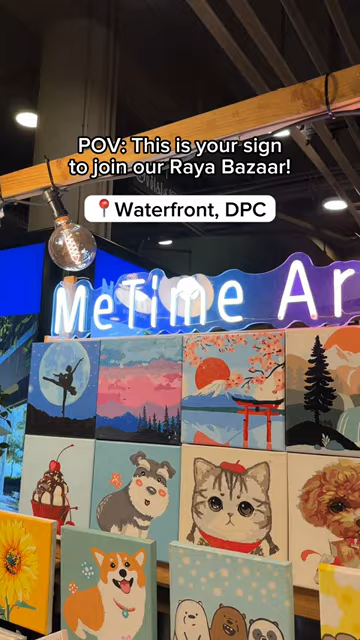 POV: This is your sign
to join our Raya Bazaar!
📍Waterfront, DPC
MeTime Ar